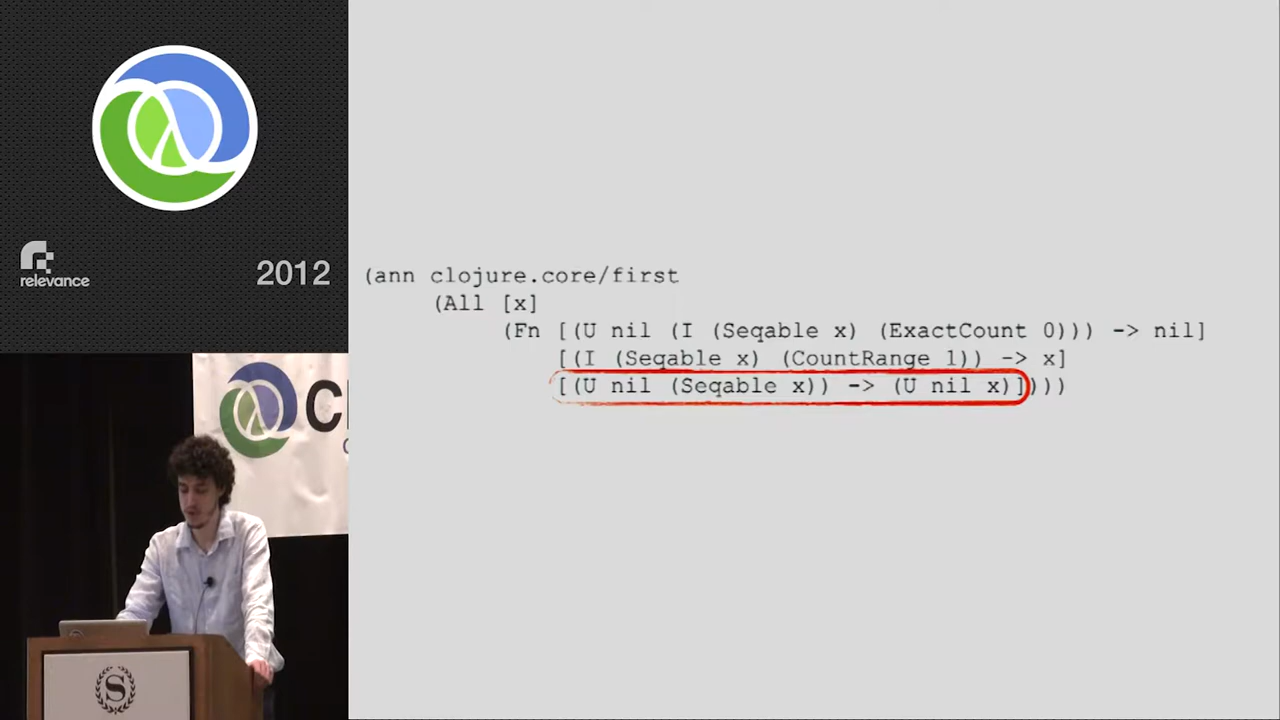 relevance
2012
(ann clojure.core/first
(All [x]
(Fn [(U nil (I (Seqable x) (ExactCount 0))) -> nil]
[(I (Seqable x) (CountRange 1)) -> x]
[(U nil (Seqable x)) -> (U nil x)])))
Cl
S